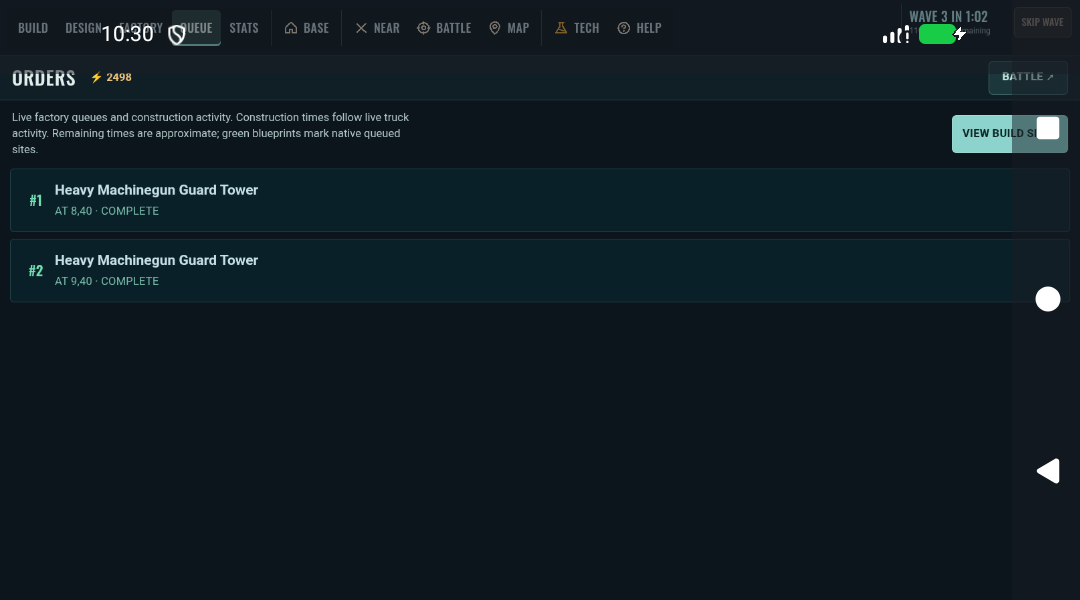 BUILD DESIGN FACTORY QUEUE STATS BASE NEAR BATTLE MAP TECH HELP WAVE 3 IN 1:02 SKIP WAVE
10:30
ORDERS 2498 BATTLE ↗
Live factory queues and construction activity. Construction times follow live truck
activity. Remaining times are approximate; green blueprints mark native queued
sites.
VIEW BUILD
#1 Heavy Machinegun Guard Tower
AT 8,40 · COMPLETE
#2 Heavy Machinegun Guard Tower
AT 9,40 · COMPLETE